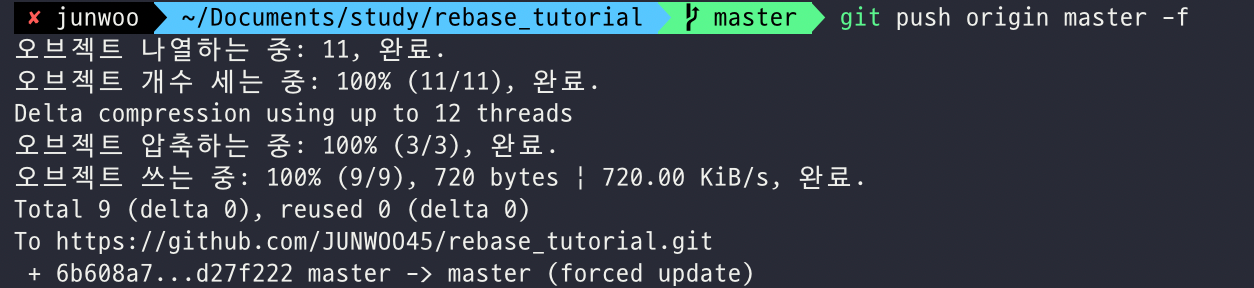 ✘ junwoo ~/Documents/study/rebase_tutorial master git push origin master -f
오브젝트 나열하는 중: 11, 완료.
오브젝트 개수 세는 중: 100% (11/11), 완료.
Delta compression using up to 12 threads
오브젝트 압축하는 중: 100% (3/3), 완료.
오브젝트 쓰는 중: 100% (9/9), 720 bytes | 720.00 KiB/s, 완료.
Total 9 (delta 0), reused 0 (delta 0)
To https://github.com/JUNWOO45/rebase_tutorial.git
 + 6b608a7...d27f222 master -> master (forced update)